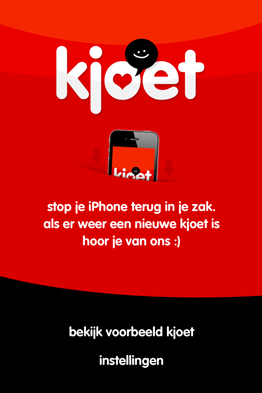 kjoet
kjoet
stop je iPhone terug in je zak.
als er weer een nieuwe kjoet is
hoor je van ons :)
bekijk voorbeeld kjoet
instellingen